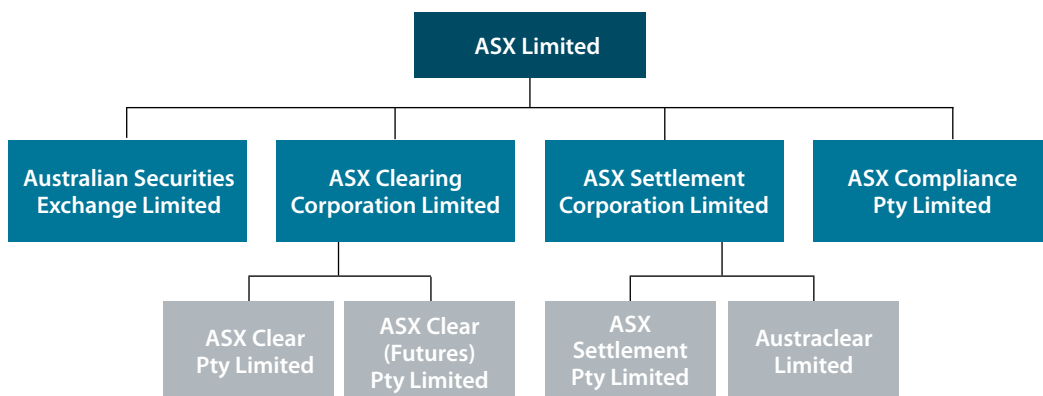 ASX Limited
Australian Securities
Exchange Limited
ASX Clearing
Corporation Limited
ASX Settlement
Corporation Limited
ASX Compliance
Pty Limited
ASX Clear
Pty Limited
ASX Clear
(Futures)
Pty Limited
ASX
Settlement
Pty Limited
Austraclear
Limited